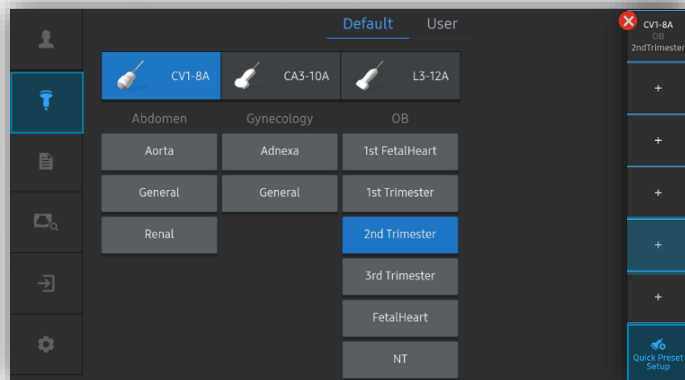 Default User
CV1-8A CA3-10A L3-12A
Abdomen Gynecology OB
Aorta Adnexa 1st FetalHeart
General General 1st Trimester
Renal 2nd Trimester
3rd Trimester
FetalHeart
NT
CV1-8A
OB
2ndTrimester
+
+
+
+
+
Quick Preset
Setup